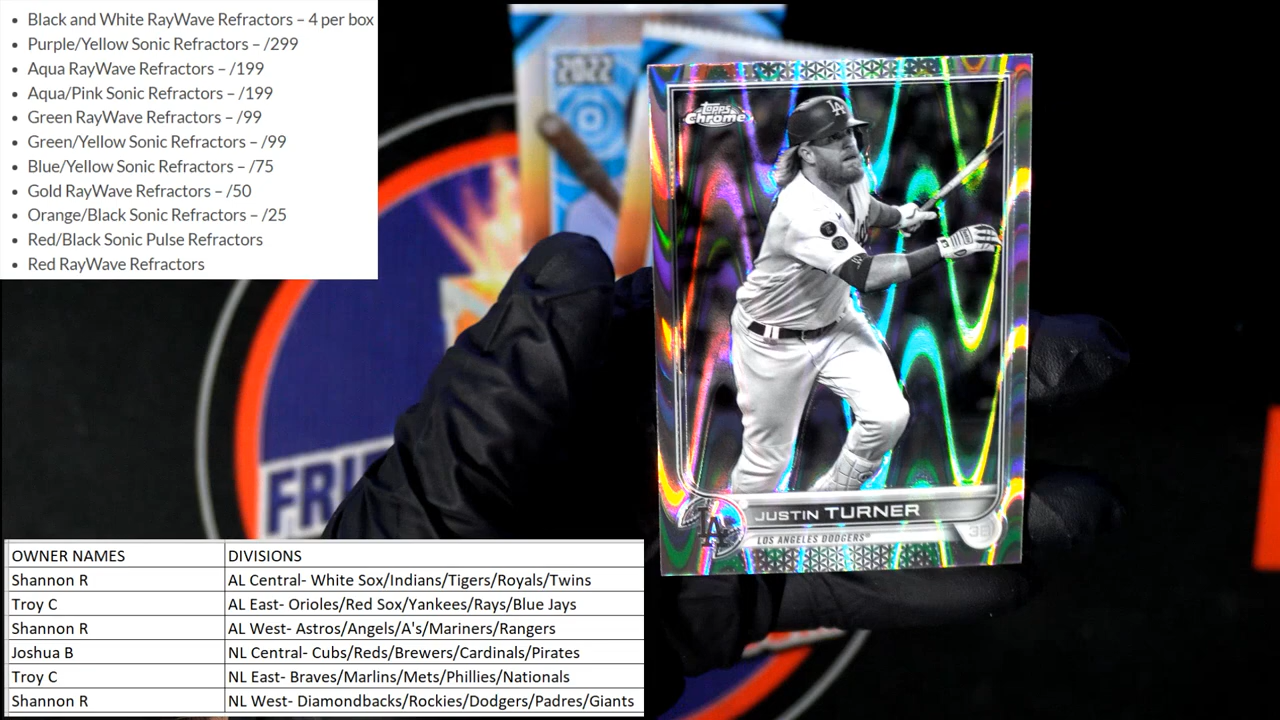 Black and White RayWave Refractors – 4 per box
Purple/Yellow Sonic Refractors – /299
Aqua RayWave Refractors – /199
Aqua/Pink Sonic Refractors – /199
Green RayWave Refractors – /99
Green/Yellow Sonic Refractors – /99
Blue/Yellow Sonic Refractors – /75
Gold RayWave Refractors – /50
Orange/Black Sonic Refractors – /25
Red/Black Sonic Pulse Refractors
Red RayWave Refractors
2022
Topps
Chrome
LA
JUSTIN TURNER
LA
LOS ANGELES DODGERS®
3B
FRI
OWNER NAMES DIVISIONS
Shannon R AL Central- White Sox/Indians/Tigers/Royals/Twins
Troy C AL East- Orioles/Red Sox/Yankees/Rays/Blue Jays
Shannon R AL West- Astros/Angels/A's/Mariners/Rangers
Joshua B NL Central- Cubs/Reds/Brewers/Cardinals/Pirates
Troy C NL East- Braves/Marlins/Mets/Phillies/Nationals
Shannon R NL West- Diamondbacks/Rockies/Dodgers/Padres/Giants